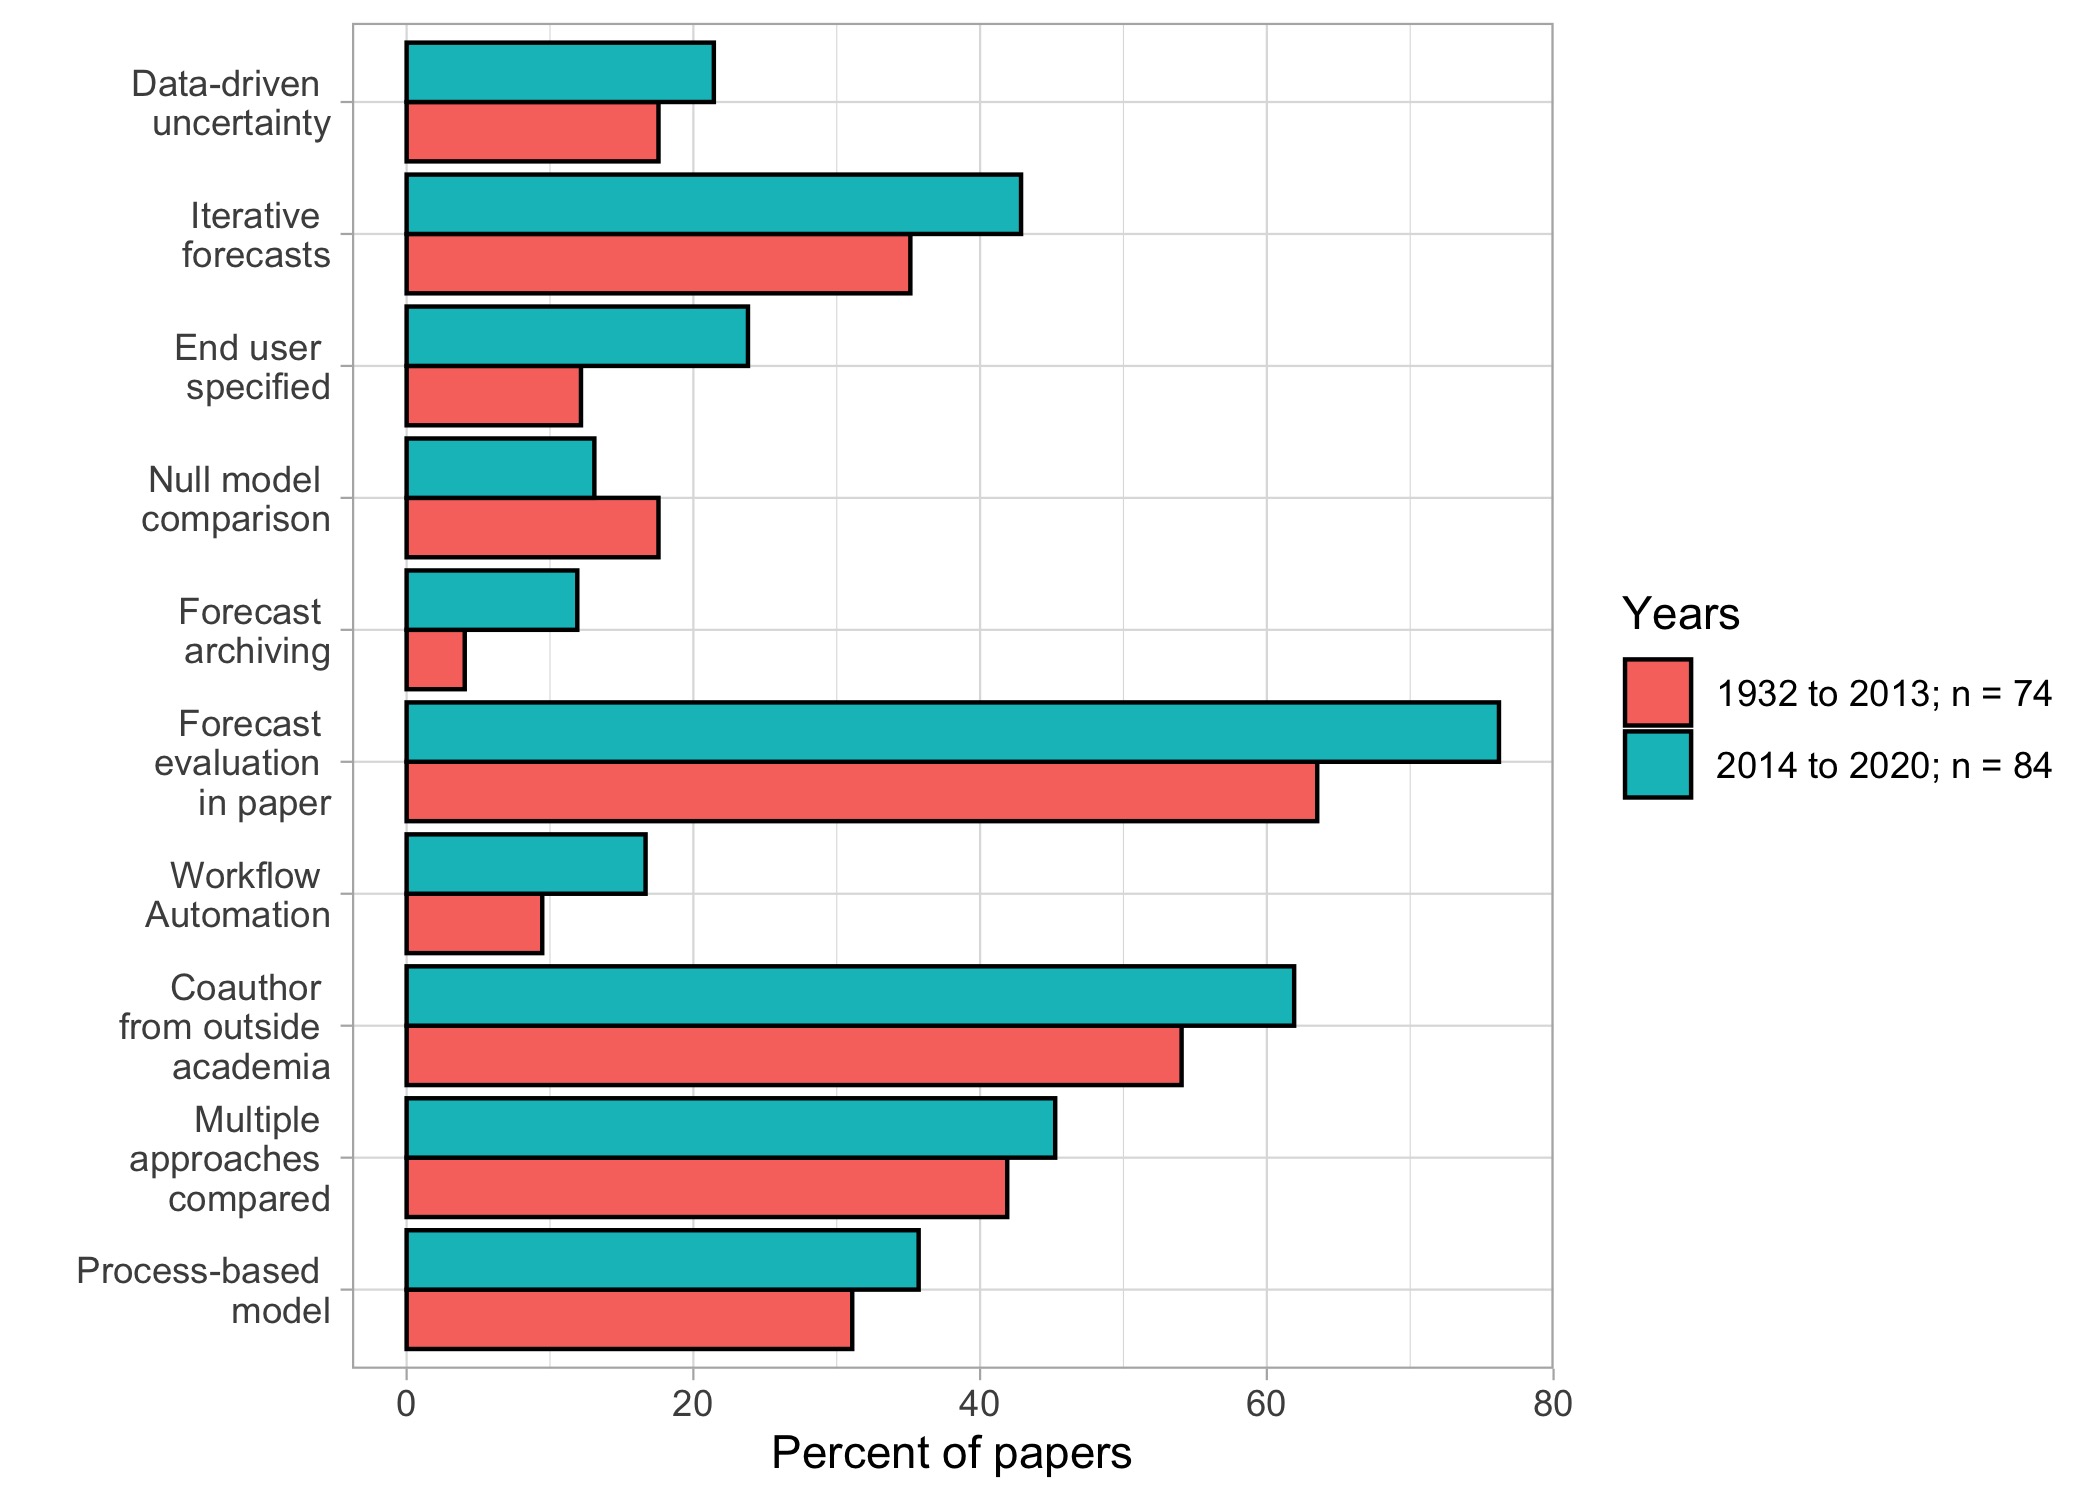 Data-driven
uncertainty
Iterative
forecasts
End user
specified
Null model
comparison
Forecast
archiving
Forecast
evaluation
in paper
Workflow
Automation
Coauthor
from outside
academia
Multiple
approaches
compared
Process-based
model
0 20 40 60 80
Percent of papers
Years
1932 to 2013; n = 74
2014 to 2020; n = 84